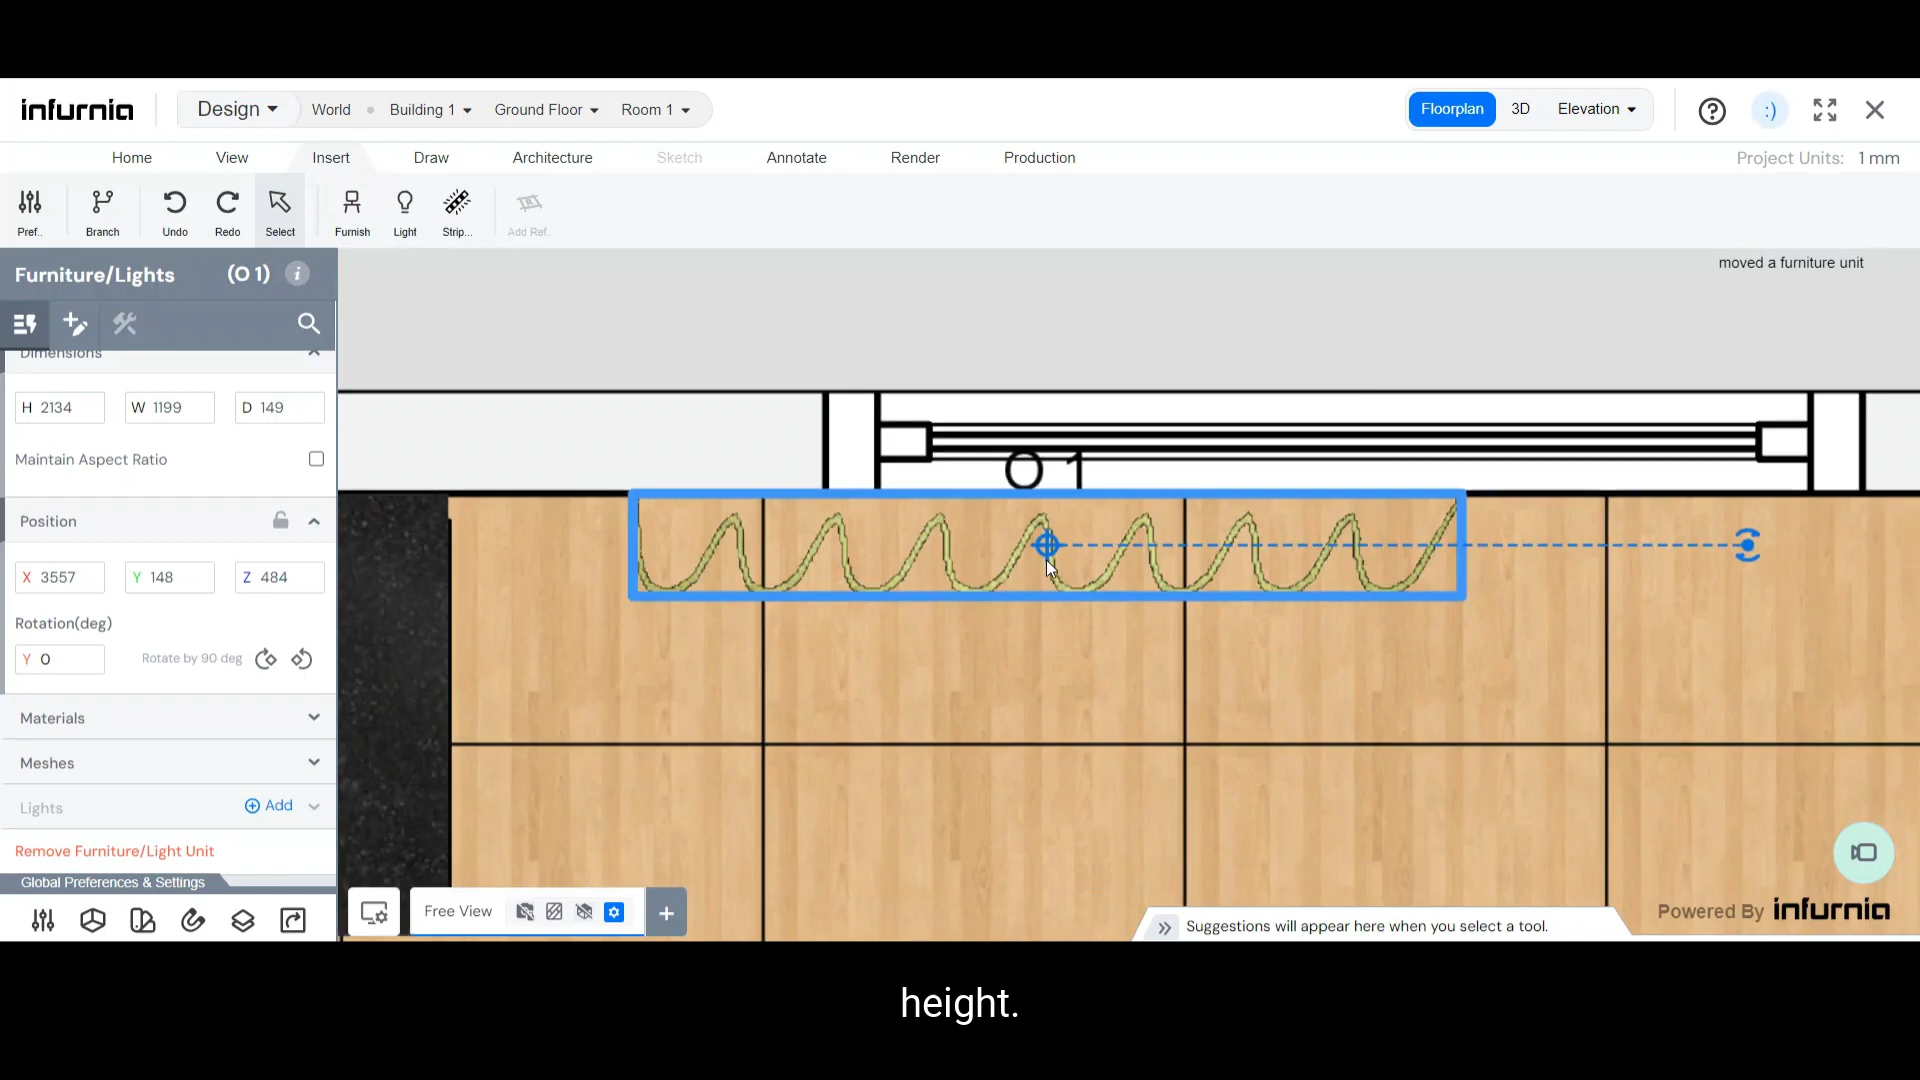 infurnia
Design
World
Building 1
Ground Floor
Room 1
Floorplan
3D
Elevation
:)
Home
View
Insert
Draw
Architecture
Sketch
Annotate
Render
Production
Project Units: 1 mm
Pref..
Branch
Undo
Redo
Select
Furnish
Light
Strip...
Add Ref..
Furniture/Lights (O 1)
moved a furniture unit
Dimensions
H 2134
W 1199
D 149
Maintain Aspect Ratio
O 1
Position
X 3557
Y 148
Z 484
Rotation(deg)
Y 0
Rotate by 90 deg
Materials
Meshes
Lights
Add
Remove Furniture/Light Unit
Global Preferences & Settings
Free View
Suggestions will appear here when you select a tool.
Powered By infurnia
height.